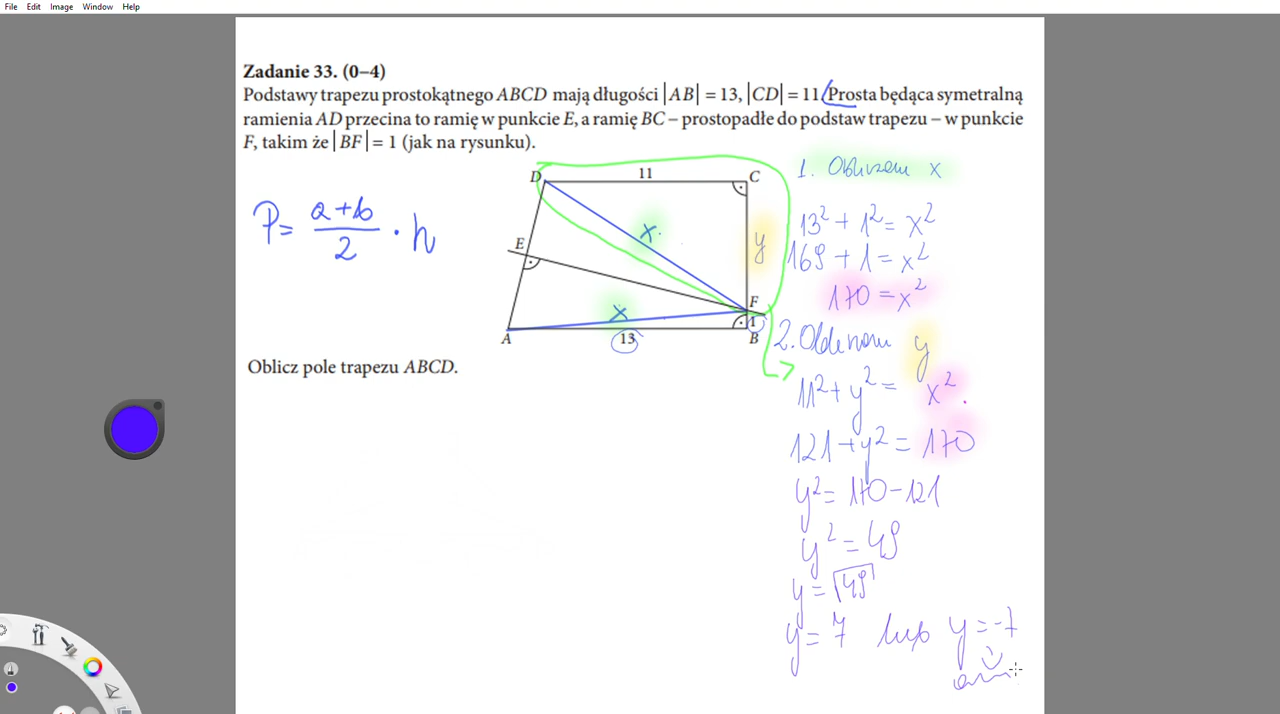 File Edit Image Window Help
Zadanie 33. (0–4)
Podstawy trapezu prostokątnego ABCD mają długości |AB| = 13, |CD| = 11 Prosta będąca symetralną
ramienia AD przecina to ramię w punkcie E, a ramię BC – prostopadłe do podstaw trapezu – w punkcie
F, takim że |BF| = 1 (jak na rysunku).
P = a+b / 2 · h
D 11 C
E x y
F
x 1
A 13 B
Oblicz pole trapezu ABCD.
1. Obliczam x
13² + 1² = x²
169 + 1 = x²
170 = x²
2. Obliczam y
11² + y² = x².
121 + y² = 170
y² = 170 - 121
y² = 49
y = √49
y = 7 lub y = -7